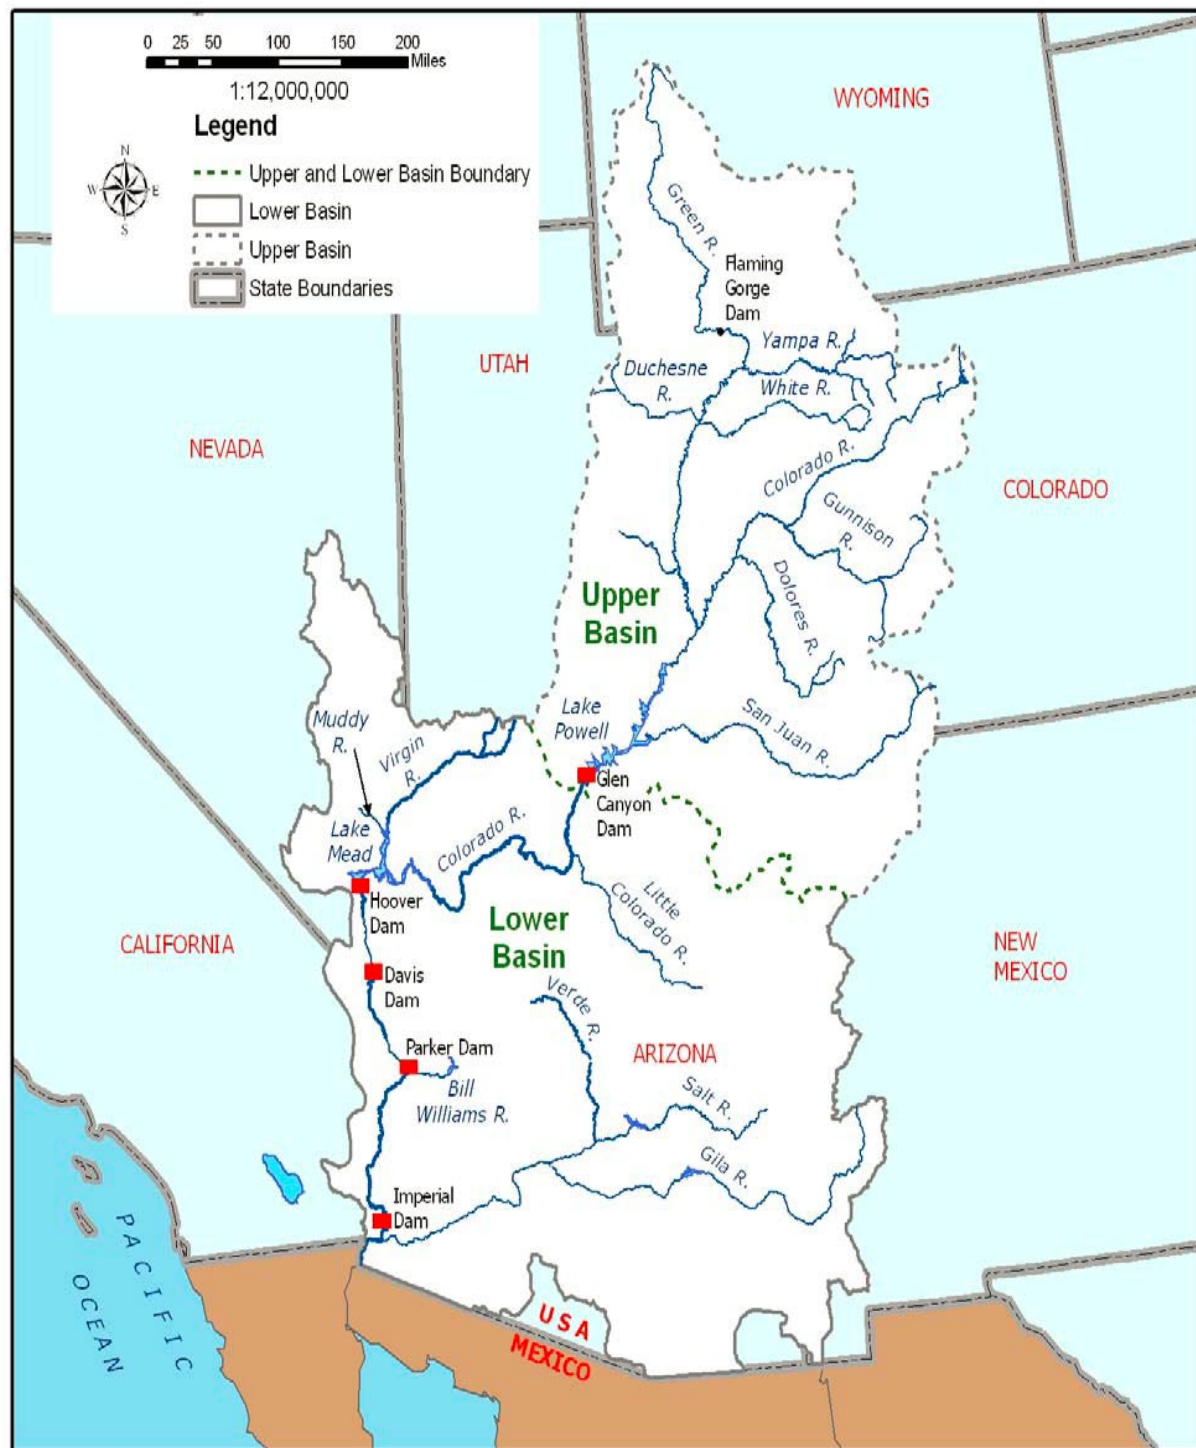 0 25 50 100 150 200
Miles
1:12,000,000
Legend
N
W E
S
Upper and Lower Basin Boundary
Lower Basin
Upper Basin
State Boundaries
WYOMING
Green R.
Flaming
Gorge
Dam
Yampa R.
UTAH
Duchesne
R.
White R.
NEVADA
Colorado R.
COLORADO
Gunnison
R.
Dolores R.
Upper
Basin
Lake
Powell
San Juan R.
Muddy
R.
Virgin
R.
Glen
Canyon
Dam
Lake
Mead
Colorado R.
Hoover
Dam
Little
Colorado R.
Lower
Basin
CALIFORNIA
NEW
MEXICO
Davis
Dam
Verde R.
Parker Dam
ARIZONA
Bill
Williams R.
Salt R.
Gila R.
Imperial
Dam
PACIFIC
OCEAN
USA
MEXICO